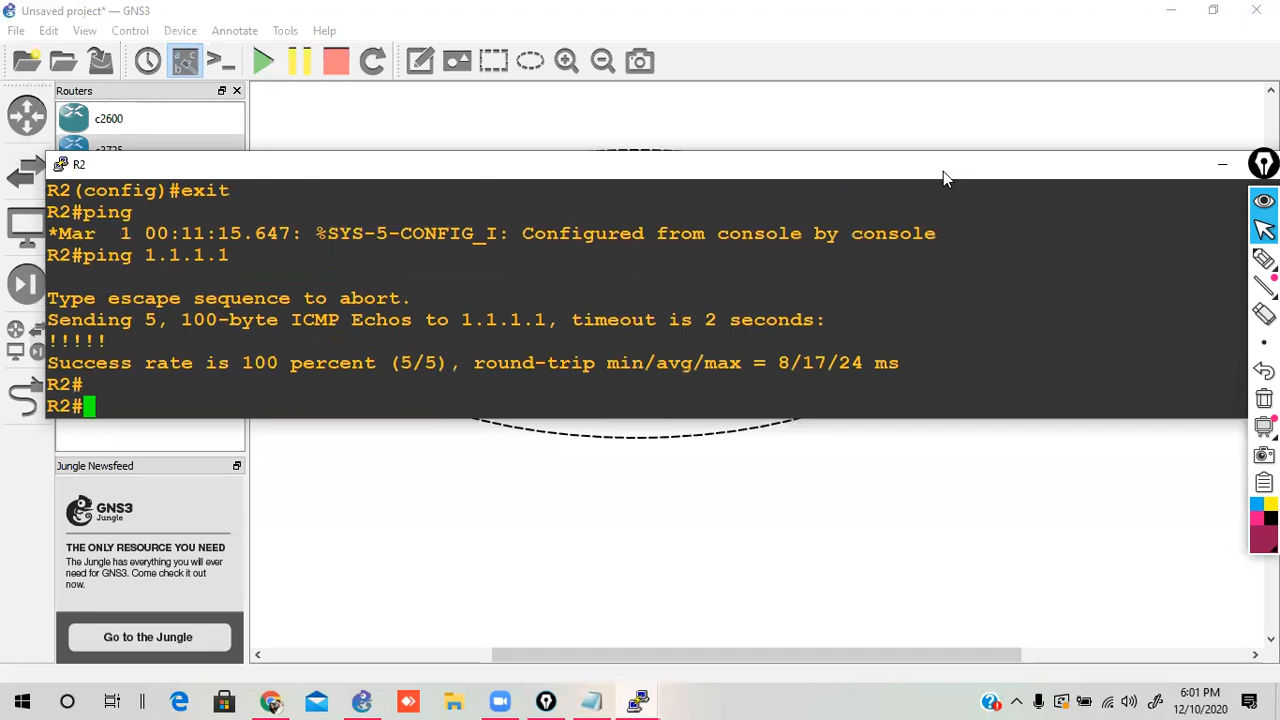 Unsaved project* — GNS3
File Edit View Control Device Annotate Tools Help
Routers
c2600
R2
R2(config)#exit
R2#ping
*Mar 1 00:11:15.647: %SYS-5-CONFIG_I: Configured from console by console
R2#ping 1.1.1.1
Type escape sequence to abort.
Sending 5, 100-byte ICMP Echos to 1.1.1.1, timeout is 2 seconds:
!!!!!
Success rate is 100 percent (5/5), round-trip min/avg/max = 8/17/24 ms
R2#
R2#
Jungle Newsfeed
GNS3
Jungle
THE ONLY RESOURCE YOU NEED
The Jungle has everything you will ever
need for GNS3. Come check it out
now.
Go to the Jungle
6:01 PM
12/10/2020